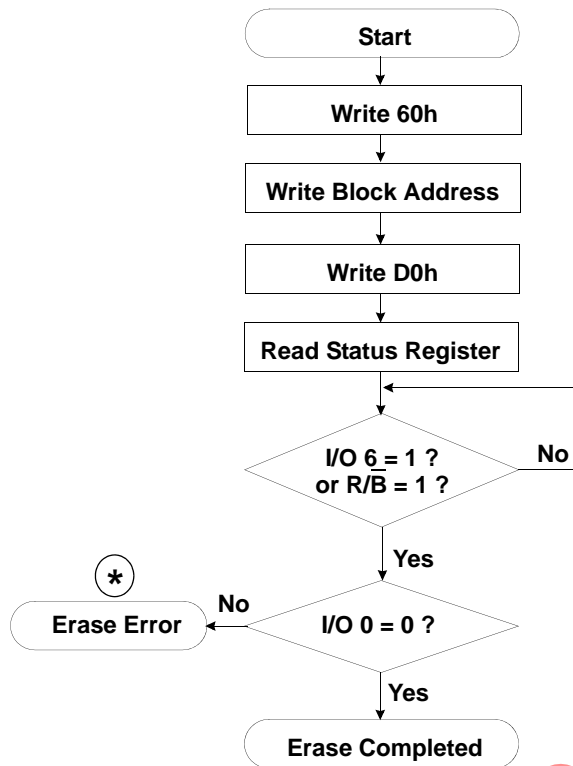 Start
Write 60h
Write Block Address
Write D0h
Read Status Register
I/O 6 = 1 ?
or R/B̅ = 1 ?
No
Yes
*
No
Erase Error
I/O 0 = 0 ?
Yes
Erase Completed